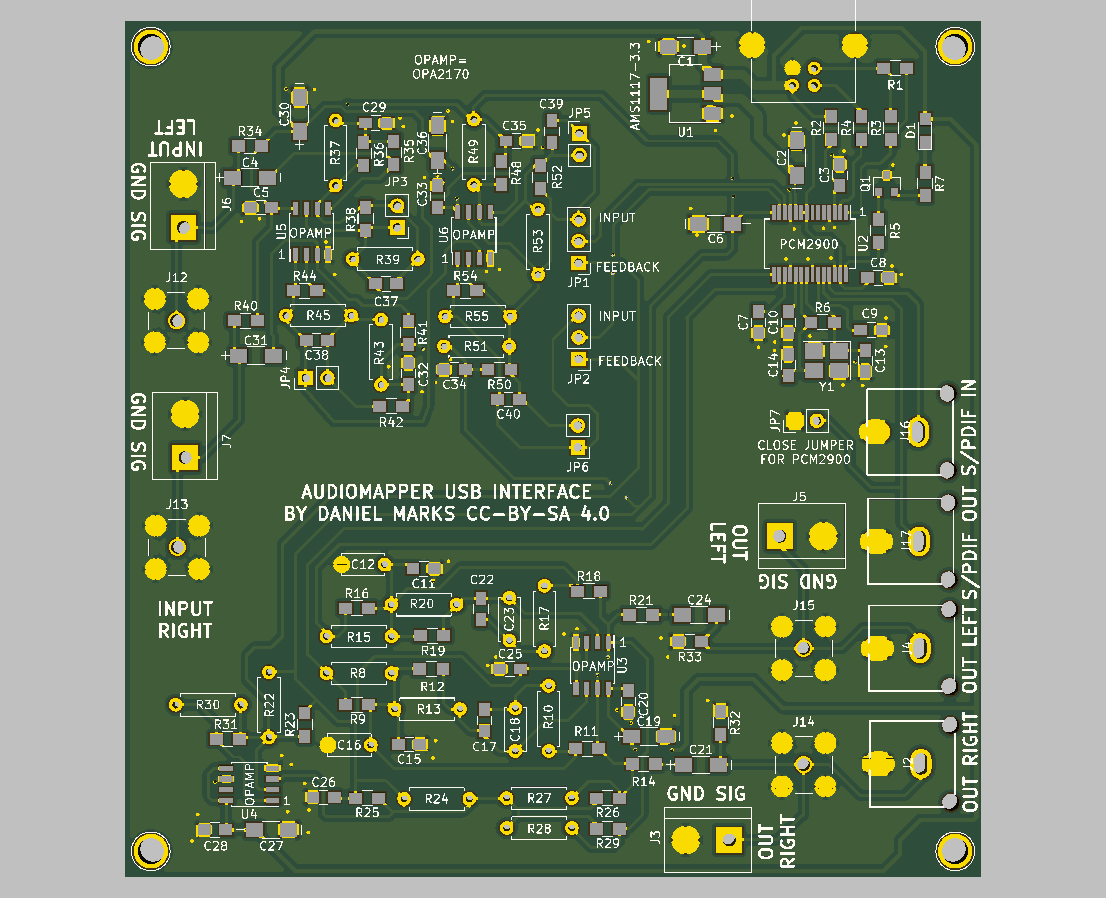 OPAMP=
OPA2170
AMS1117-3.3
C1
U1
R1
C30
C29
C39
JP5
INPUT
LEFT
R34
R37
R36
R35
C36
R49
C35
R48
R52
C2
R2
R4
R3
D1
C3
Q1
R7
GND SIG
C4
+
J6
C5
JP3
C33
U5
OPAMP
1
R38
U6
OPAMP
1
R53
INPUT
FEEDBACK
JP1
C6
PCM2900
1
U2
R5
C8
J12
R44
R39
C37
R54
R40
R45
C31
+
C38
R43
R41
C32
R55
R51
C34
R50
C40
INPUT
FEEDBACK
JP2
C7
C10
R6
C9
C14
C13
Y1
JP4
R42
JP7
CLOSE JUMPER
FOR PCM2900
J16
S/PDIF IN
GND SIG
J7
JP6
AUDIOMAPPER USB INTERFACE
BY DANIEL MARKS CC-BY-SA 4.0
J13
J5
OUT
LEFT
GND SIG
J17
S/PDIF OUT
C12
C11
R16
R20
C22
C23
R17
R18
R21
C24
J15
INPUT
RIGHT
R15
R19
C25
OPAMP
1
U3
R33
J4
OUT LEFT
R8
R12
R30
R22
R31
R23
R9
R13
C16
C15
C17
C18
R10
R11
C20
C19
+
R32
R14
C21
+
J14
J2
OUT RIGHT
OPAMP
1
U4
C26
R25
R24
R27
R26
R28
R29
C28
C27
GND SIG
J3
OUT
RIGHT